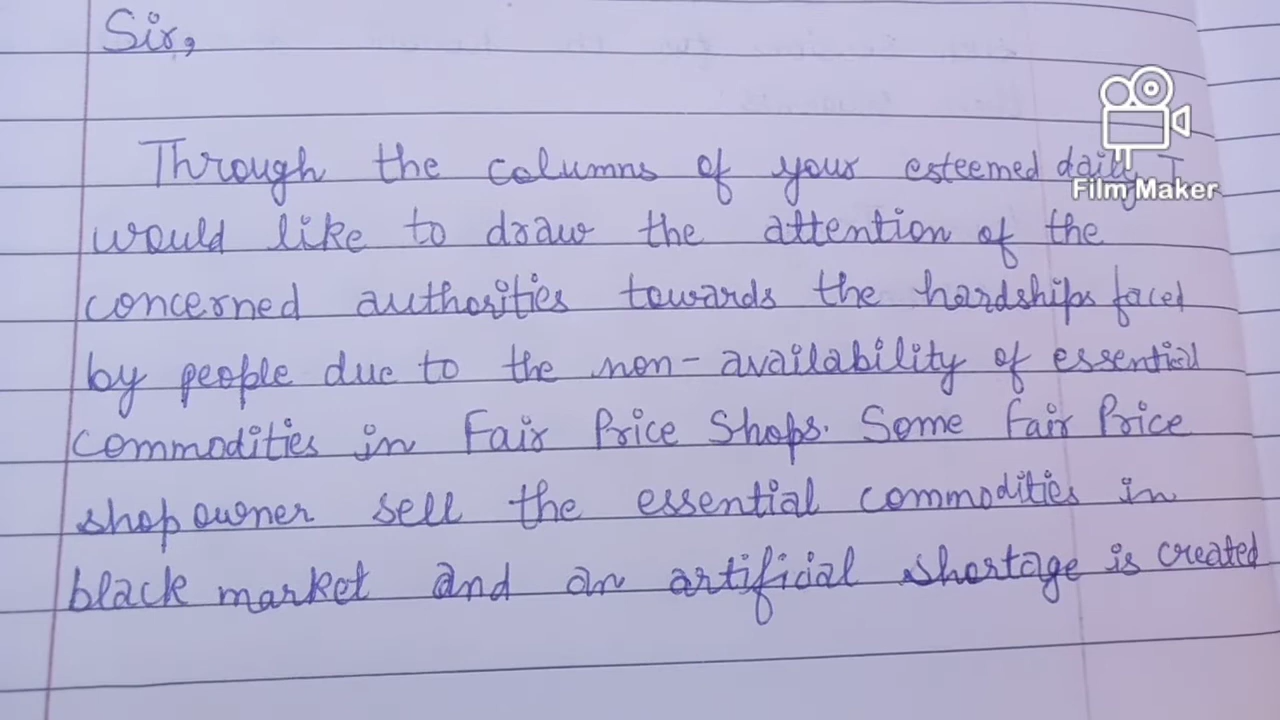 Sir,
Through the columns of your esteemed daily I
would like to draw the attention of the
concerned authorities towards the hardships faced
by people due to the non-availability of essential
commodities in Fair Price Shops. Some Fair Price
shop owner sell the essential commodities in
black market and an artificial shortage is created
Film Maker